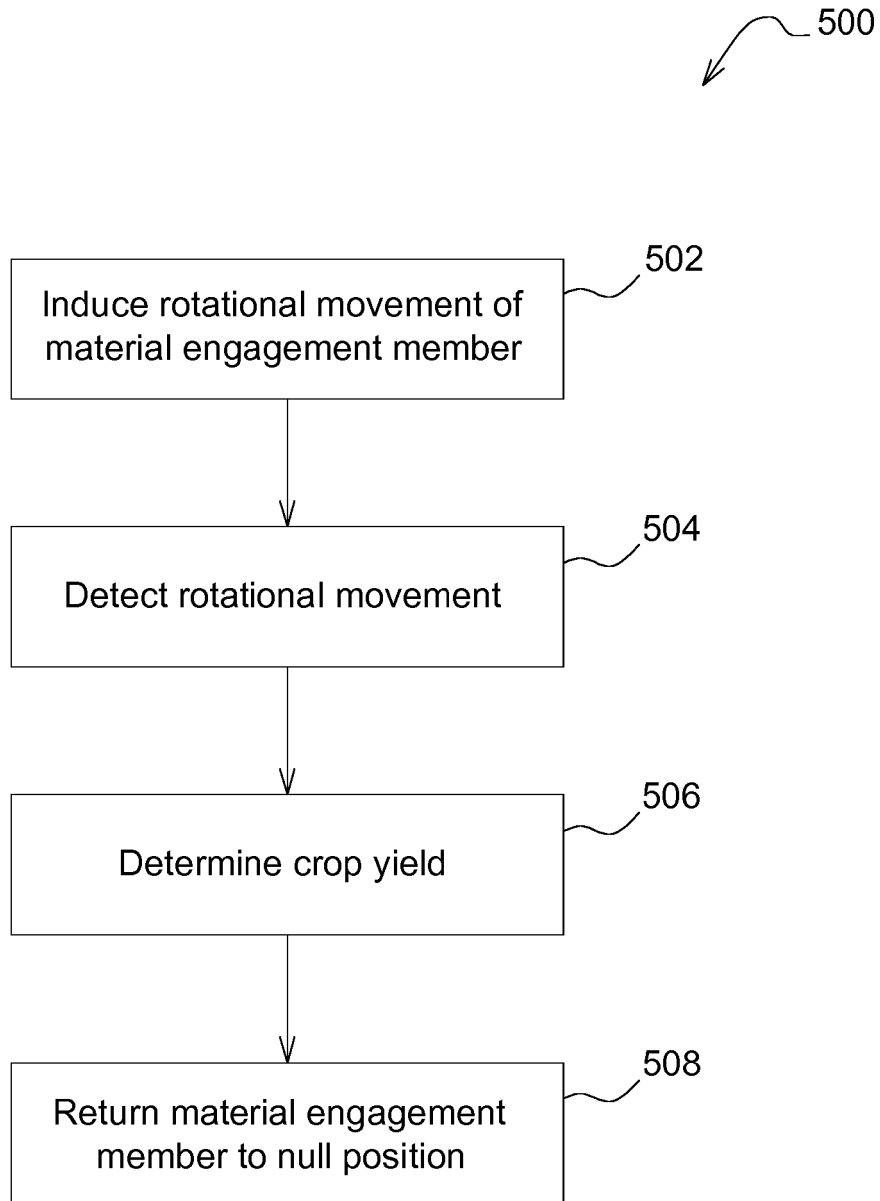 500
502
Induce rotational movement of
material engagement member
504
Detect rotational movement
506
Determine crop yield
508
Return material engagement
member to null position